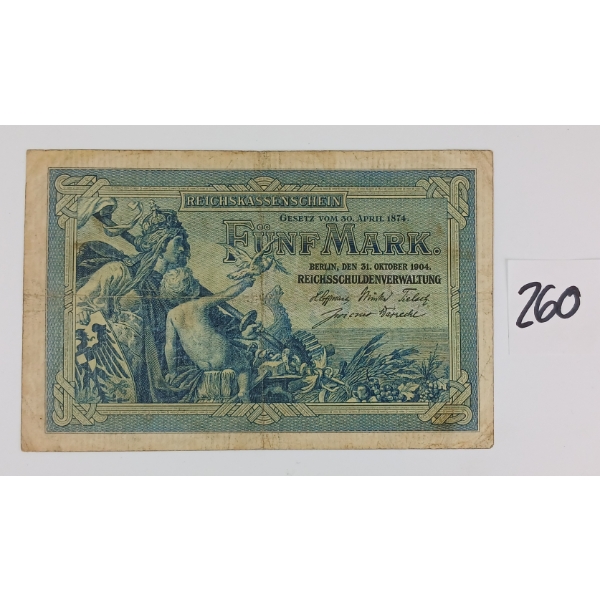 REICHSKASSENSCHEIN
GESETZ VOM 30. APRIL 1874.
FÜNF MARK.
BERLIN, DEN 31. OKTOBER 1904.
REICHSSCHULDENVERWALTUNG
260